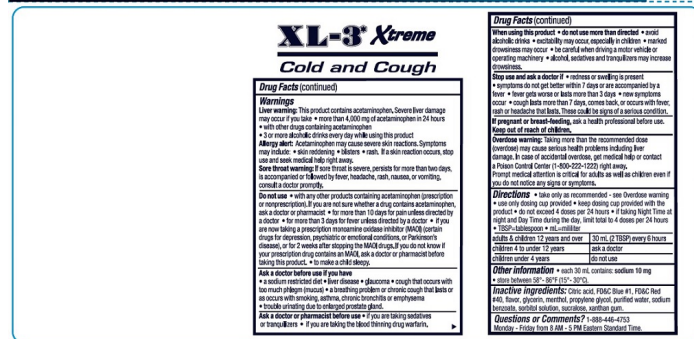 XL-3* Xtreme
Cold and Cough
Drug Facts (continued)
Warnings
Liver warning: This product contains acetaminophen, Severe liver damage
may occur if you take • more than 4,000 mg of acetaminophen in 24 hours
• with other drugs containing acetaminophen
• 3 or more alcoholic drinks every day while using this product
Allergy alert: Acetaminophen may cause severe skin reactions. Symptoms
may include: • skin reddening • blisters • rash. If a skin reaction occurs, stop
use and seek medical help right away.
Sore throat warning: If sore throat is severe, persists for more than two days,
is accompanied or followed by fever, headache, rash, nausea, or vomiting,
consult a doctor promptly.
Do not use • with any other products containing acetaminophen (prescription
or nonprescription). If you are not sure whether a drug contains acetaminophen,
ask a doctor or pharmacist • for more than 10 days for pain unless directed by
a doctor • for more than 3 days for fever unless directed by a doctor • if you
are now taking a prescription monoamine oxidase inhibitor (MAOI) (certain
drugs for depression, psychiatric or emotional conditions, or Parkinson's
disease), or for 2 weeks after stopping the MAOI drugs. If you do not know if
your prescription drug contains an MAOI, ask a doctor or pharmacist before
taking this product. • to make a child sleepy.
Ask a doctor before use if you have
• a sodium restricted diet • liver disease • glaucoma • cough that occurs with
too much phlegm (mucus) • a breathing problem or chronic cough that lasts or
as occurs with smoking, asthma, chronic bronchitis or emphysema
• trouble urinating due to enlarged prostate gland.
Ask a doctor or pharmacist before use • if you are taking sedatives
or tranquilizers • if you are taking the blood thinning drug warfarin.
Drug Facts (continued)
When using this product • do not use more than directed • avoid
alcoholic drinks • excitability may occur, especially in children • marked
drowsiness may occur • be careful when driving a motor vehicle or
operating machinery • alcohol, sedatives and tranquilizers may increase
drowsiness.
Stop use and ask a doctor if • redness or swelling is present
• symptoms do not get better within 7 days or are accompanied by a
fever • fever gets worse or lasts more than 3 days • new symptoms
occur • cough lasts more than 7 days, comes back, or occurs with fever,
rash or headache that lasts. These could be signs of a serious condition.
If pregnant or breast-feeding, ask a health professional before use.
Keep out of reach of children.
Overdose warning: Taking more than the recommended dose
(overdose) may cause serious health problems including liver
damage. In case of accidental overdose, get medical help or contact
a Poison Control Center (1-800-222-1222) right away.
Prompt medical attention is critical for adults as well as children even if
you do not notice any signs or symptoms.
Directions • take only as recommended - see Overdose warning
• use only dosing cup provided • keep dosing cup provided with the
product • do not exceed 4 doses per 24 hours • if taking Night Time at
night and Day Time during the day, limit total to 4 doses per 24 hours
• TBSP=tablespoon • mL=milliliter
adults & children 12 years and over 30 mL (2 TBSP) every 6 hours
children 4 to under 12 years ask a doctor
children under 4 years do not use
Other information • each 30 mL contains: sodium 10 mg
• store between 58°- 86°F (15°- 30°C).
Inactive ingredients: Citric acid, FD&C Blue #1, FD&C Red
#40, flavor, glycerin, menthol, propylene glycol, purified water, sodium
benzoate, sorbitol solution, sucralose, xanthan gum.
Questions or Comments? 1-888-446-4753
Monday - Friday from 8 AM - 5 PM Eastern Standard Time.